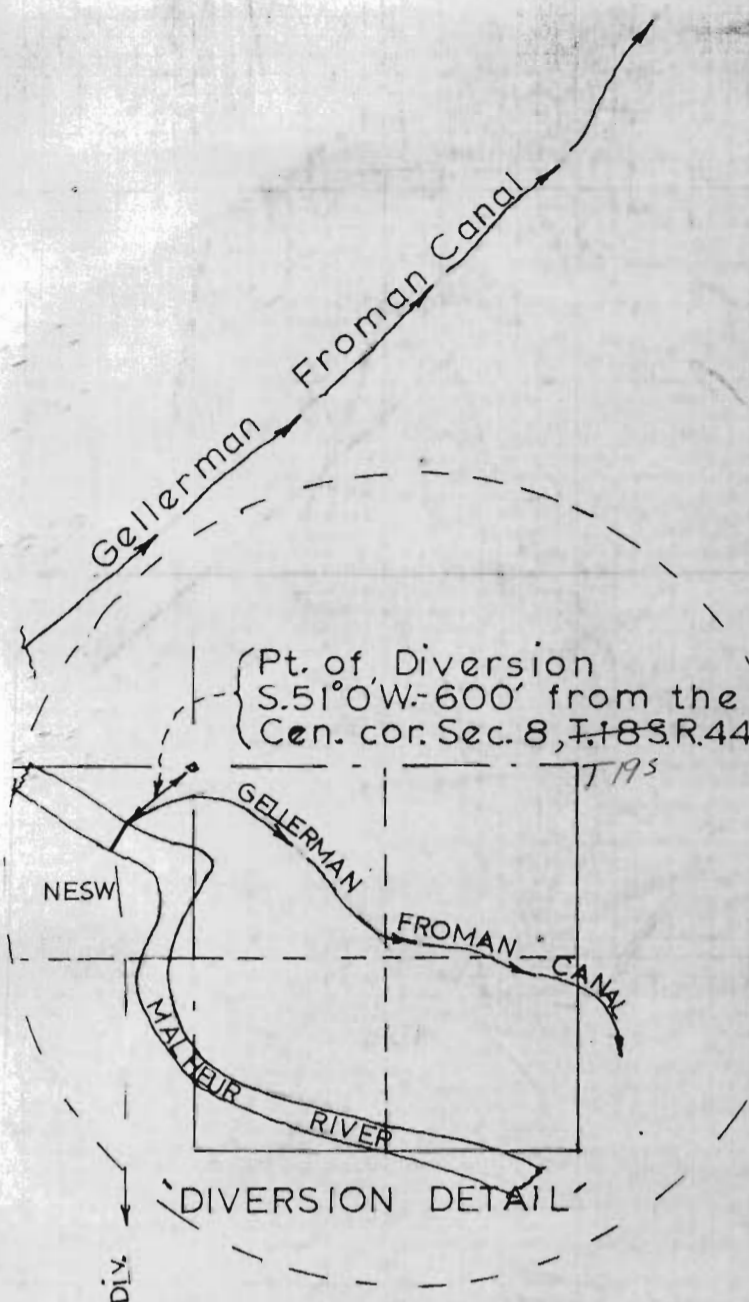 Gellerman Froman Canal
Pt. of Diversion
S.51°0'W.-600' from the
Cen. cor. Sec. 8, T.18S.R.44
T 19S
GELLERMAN FROMAN CANAL
NESW
MALHEUR RIVER
DIVERSION DETAIL
Div.